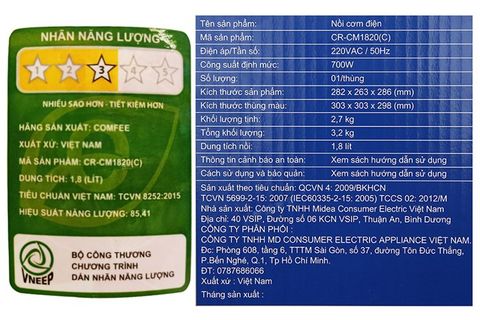 NHÃN NĂNG LƯỢNG
1 2 3 4 5
NHIỀU SAO HƠN - TIẾT KIỆM HƠN
HÃNG SẢN XUẤT: COMFEE
XUẤT XỨ: VIỆT NAM
MÃ SẢN PHẨM: CR-CM1820(C)
DUNG TÍCH: 1,8 (LÍT)
TIÊU CHUẨN VIỆT NAM: TCVN 8252:2015
HIỆU SUẤT NĂNG LƯỢNG: 85,41
VNEEP
BỘ CÔNG THƯƠNG
CHƯƠNG TRÌNH
DÁN NHÃN NĂNG LƯỢNG
Tên sản phẩm: Nồi cơm điện
Mã sản phẩm: CR-CM1820(C)
Điện áp/Tần số: 220VAC / 50Hz
Công suất định mức: 700W
Số lượng: 01/thùng
Kích thước sản phẩm: 282 x 263 x 286 (mm)
Kích thước thùng màu: 303 x 303 x 298 (mm)
Khối lượng tịnh: 2,7 kg
Tổng khối lượng: 3,2 kg
Dung tích nồi: 1,8 lít
Thông tin cảnh báo an toàn: Xem sách hướng dẫn sử dụng
Cách sử dụng và bảo quản: Xem sách hướng dẫn sử dụng
Sản xuất theo tiêu chuẩn: QCVN 4: 2009/BKHCN
TCVN 5699-2-15: 2007 (IEC60335-2-15: 2005) TCCS 02: 2012/M
Nhà sản xuất: Công ty TNHH Midea Consumer Electric Việt Nam
Địa chỉ: 40 VSIP, Đường số 06 KCN VSIP, Thuận An, Bình Dương
CÔNG TY PHÂN PHỐI :
CÔNG TY TNHH MD CONSUMER ELECTRIC APPLIANCE VIỆT NAM.
Đc: Phòng 608, tầng 6, TTTM Sài Gòn, số 37, đường Tôn Đức Thắng,
P.Bến Nghé, Q.1, Tp Hồ Chí Minh.
ĐT: 0787686066
Xuất xứ: Việt Nam
Tháng sản xuất :